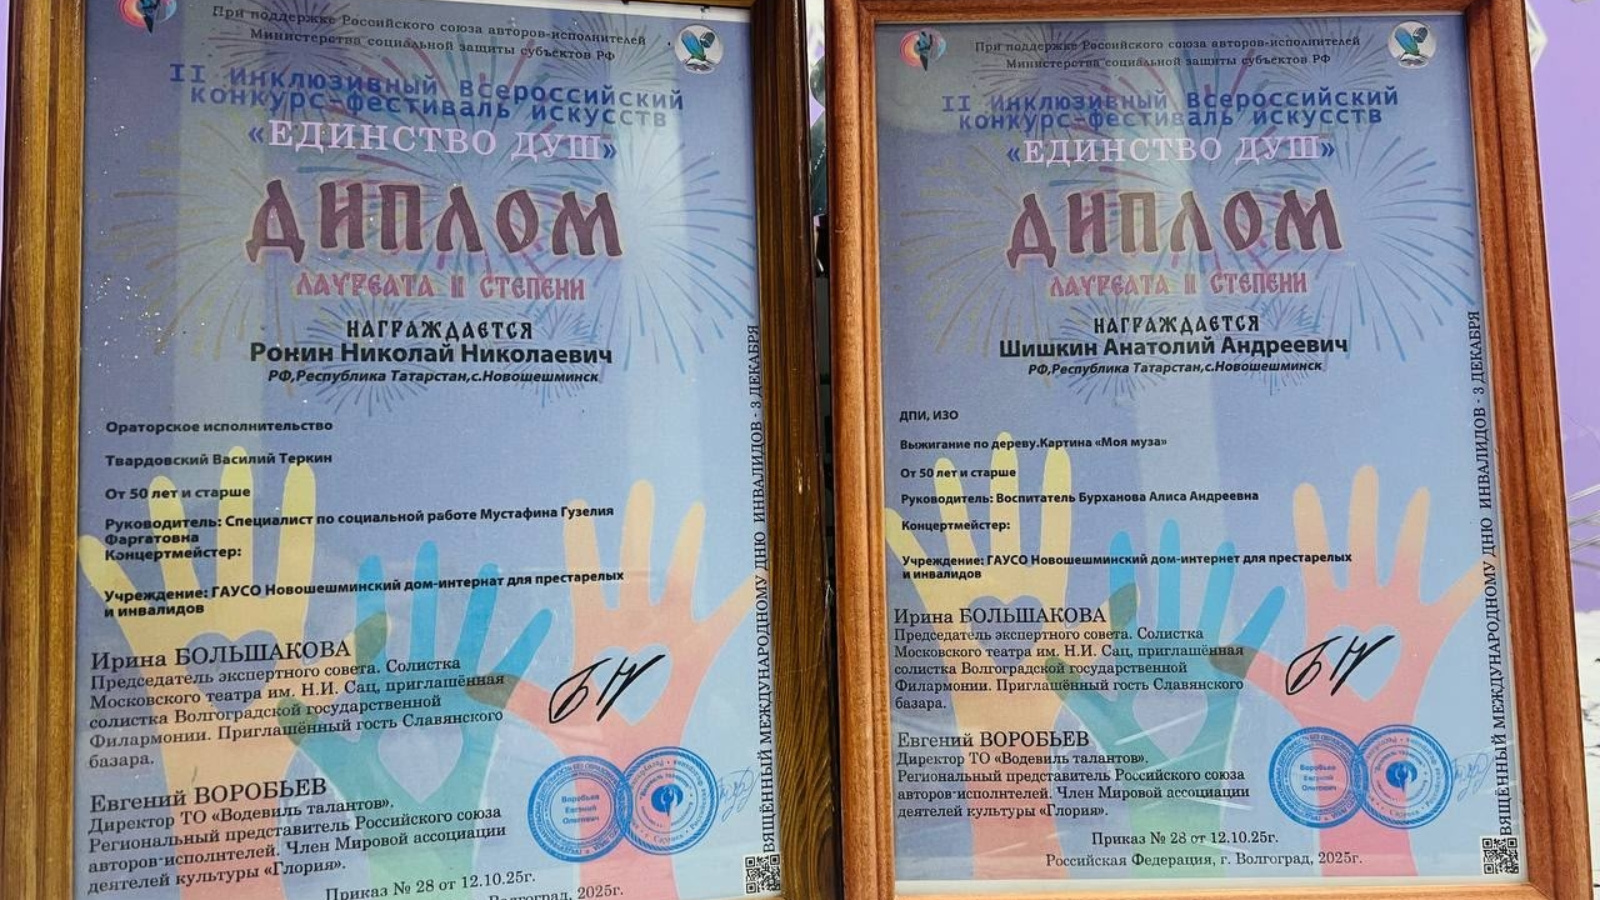 При поддержке Российского союза авторов-исполнителей
Министерства социальной защиты субъектов РФ
II инклюзивный Всероссийский
конкурс-фестиваль искусств
«ЕДИНСТВО ДУШ»
ДИПЛОМ
ЛАУРЕАТА II СТЕПЕНИ
НАГРАЖДАЕТСЯ
Ронин Николай Николаевич
РФ,Республика Татарстан,с.Новошешминск
Ораторское исполнительство
Твардовский Василий Теркин
От 50 лет и старше
Руководитель: Специалист по социальной работе Мустафина Гузелия
Фаргатовна
Концертмейстер:
Учреждение: ГАУСО Новошешминский дом-интернат для престарелых
и инвалидов
Ирина БОЛЬШАКОВА
Председатель экспертного совета. Солистка
Московского театра им. Н.И. Сац, приглашённая
солистка Волгоградской государственной
Филармонии. Приглашённый гость Славянского
базара.
Евгений ВОРОБЬЕВ
Директор ТО «Водевиль талантов».
Региональный представитель Российского союза
авторов-исполнителей. Член Мировой ассоциации
деятелей культуры «Глория».
Воробьев
Евгений
Олегович
Приказ № 28 от 12.10.25г.
Волгоград, 2025г.
ВЯЩЕННЫЙ МЕЖДУНАРОДНОМУ ДНЮ ИНВАЛИДОВ - 3 ДЕКАБРЯ
При поддержке Российского союза авторов-исполнителей
Министерства социальной защиты субъектов РФ
II инклюзивный Всероссийский
конкурс-фестиваль искусств
«ЕДИНСТВО ДУШ»
ДИПЛОМ
ЛАУРЕАТА II СТЕПЕНИ
НАГРАЖДАЕТСЯ
Шишкин Анатолий Андреевич
РФ,Республика Татарстан,с.Новошешминск
ДПИ, ИЗО
Выжигание по дереву.Картина «Моя муза»
От 50 лет и старше
Руководитель: Воспитатель Бурханова Алиса Андреевна
Концертмейстер:
Учреждение: ГАУСО Новошешминский дом-интернет для престарелых
и инвалидов
Ирина БОЛЬШАКОВА
Председатель экспертного совета. Солистка
Московского театра им. Н.И. Сац, приглашённая
солистка Волгоградской государственной
Филармонии. Приглашённый гость Славянского
базара.
Евгений ВОРОБЬЕВ
Директор ТО «Водевиль талантов».
Региональный представитель Российского союза
авторов-исполнителей. Член Мировой ассоциации
деятелей культуры «Глория».
Воробьев
Евгений
Олегович
Приказ № 28 от 12.10.25г.
Российская Федерация, г. Волгоград, 2025г.
ВЯЩЕННЫЙ МЕЖДУНАРОДНОМУ ДНЮ ИНВАЛИДОВ - 3 ДЕКАБРЯ